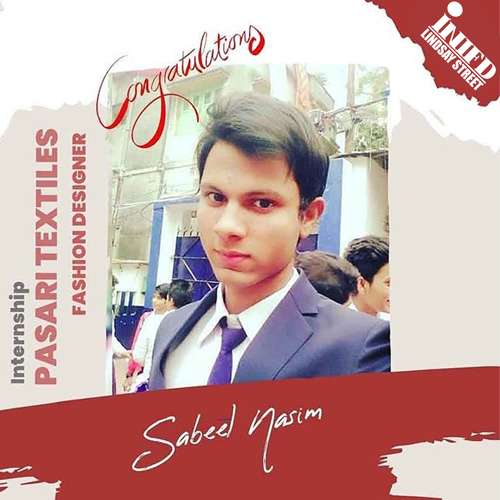 Congratulations
INIFD
LINDSAY STREET
Internship
PASARI TEXTILES
FASHION DESIGNER
Sabeel Nasim